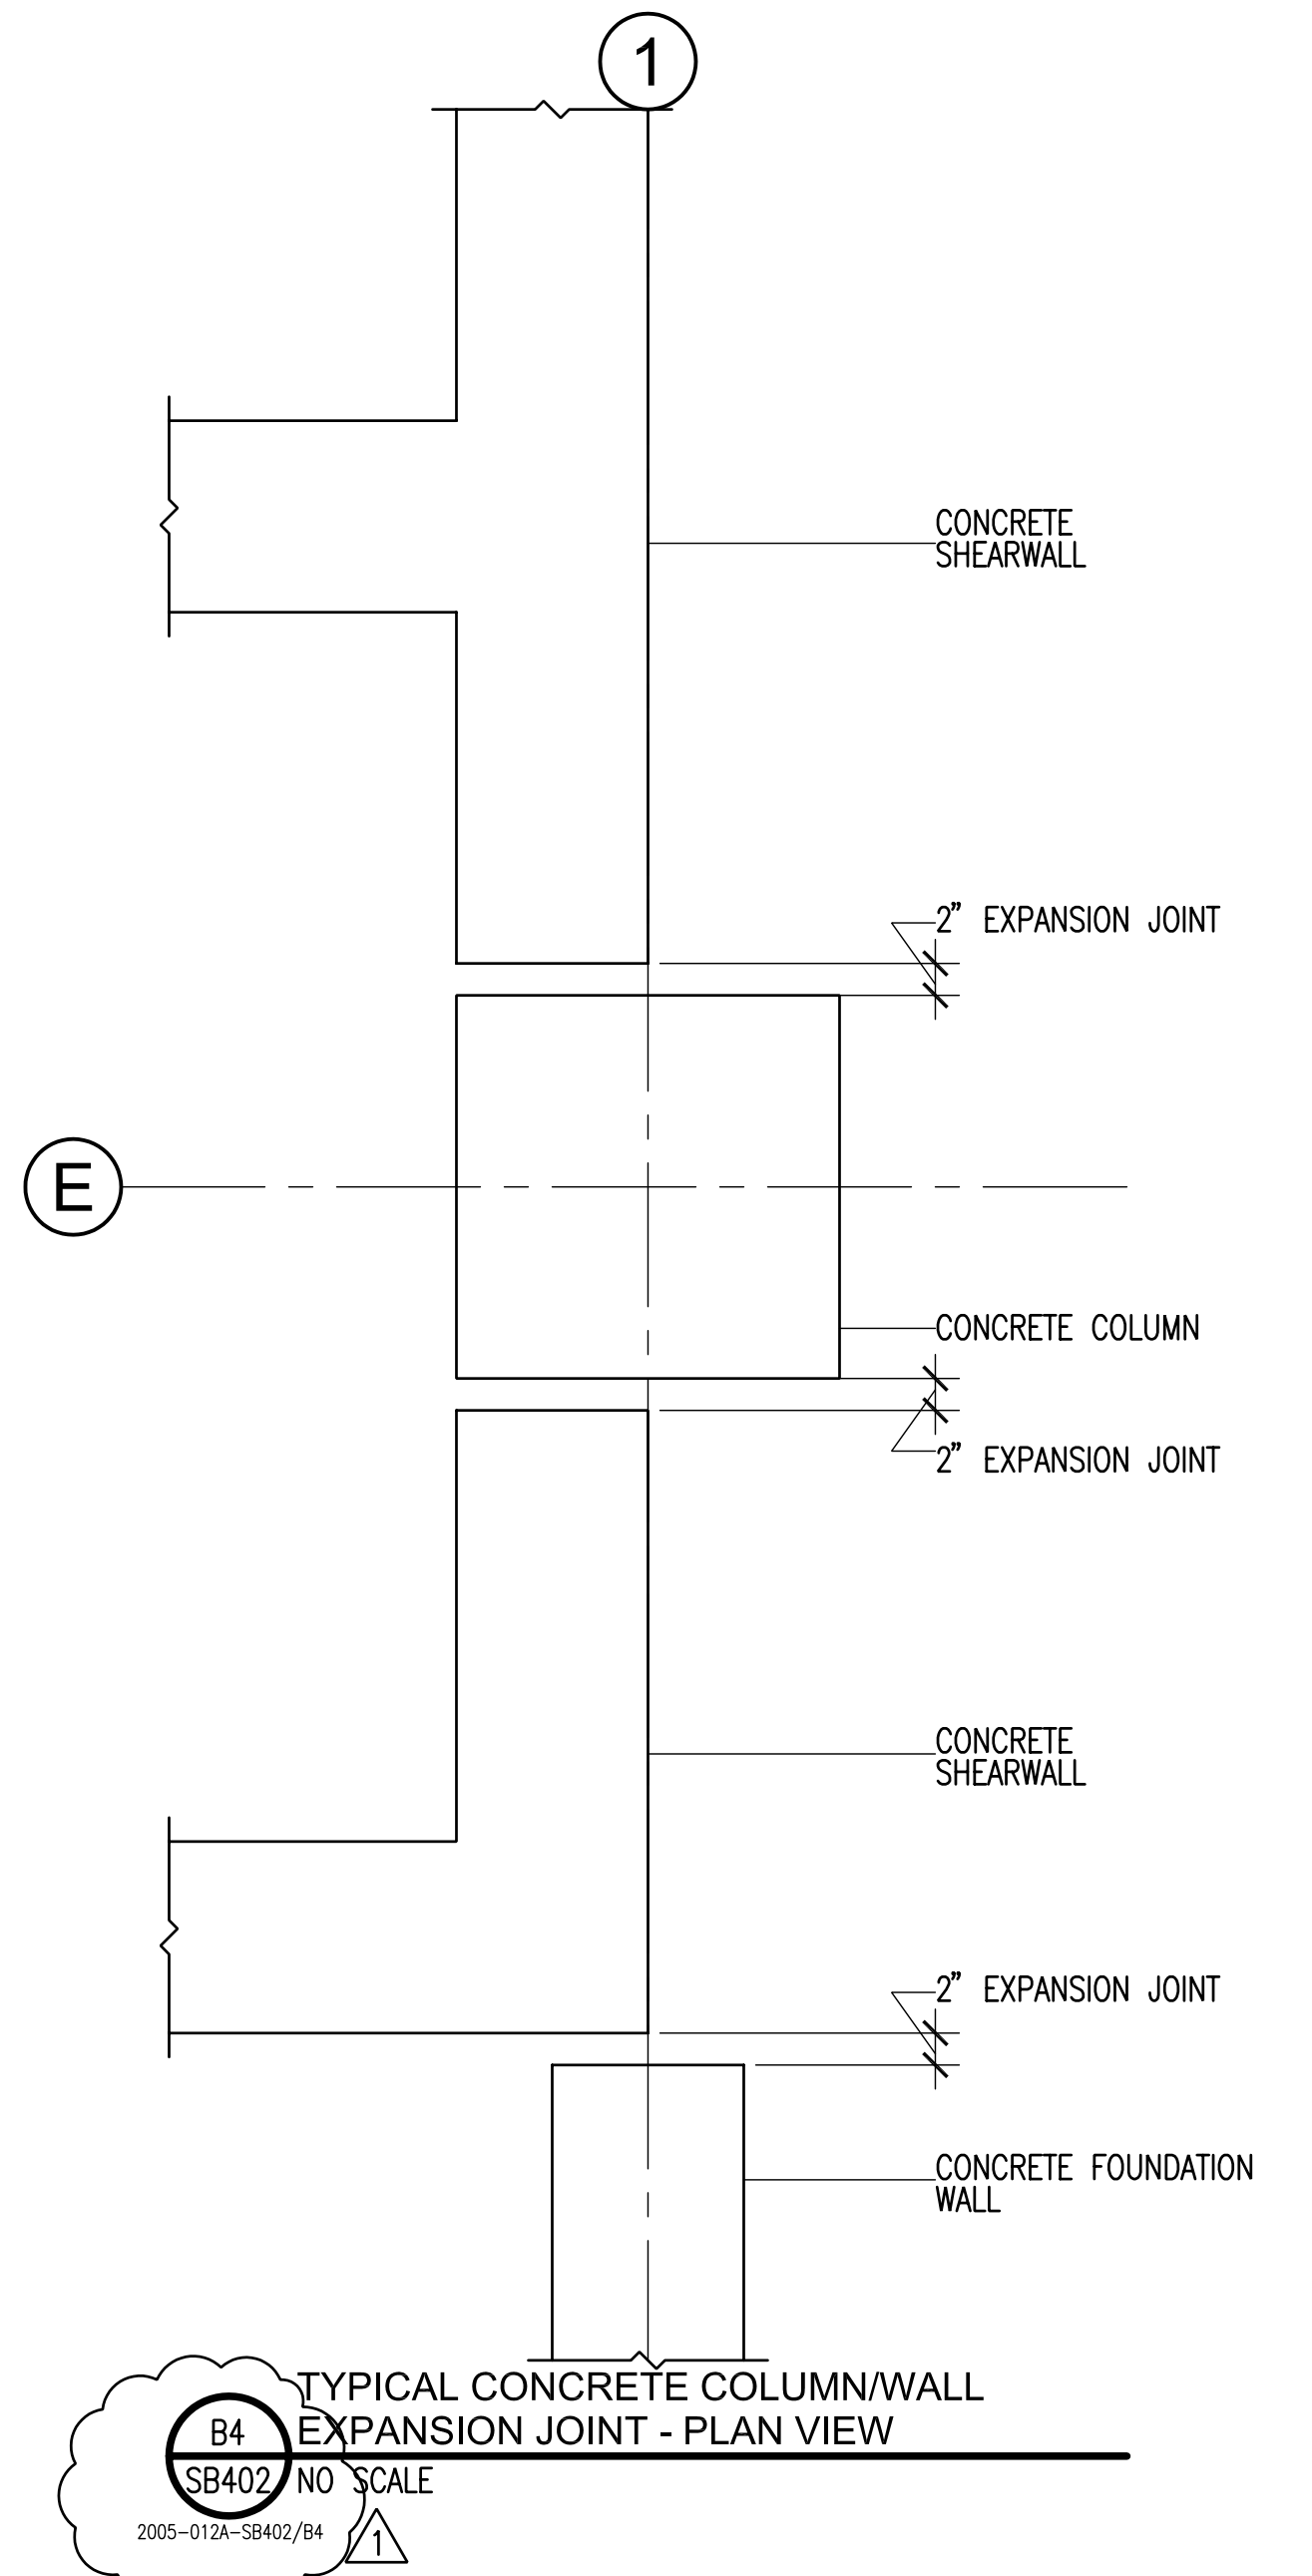 1
CONCRETE
SHEARWALL
2" EXPANSION JOINT
E
CONCRETE COLUMN
2" EXPANSION JOINT
CONCRETE
SHEARWALL
2" EXPANSION JOINT
CONCRETE FOUNDATION
WALL
TYPICAL CONCRETE COLUMN/WALL
EXPANSION JOINT - PLAN VIEW
B4
SB402
NO SCALE
2005-012A-SB402/B4
1